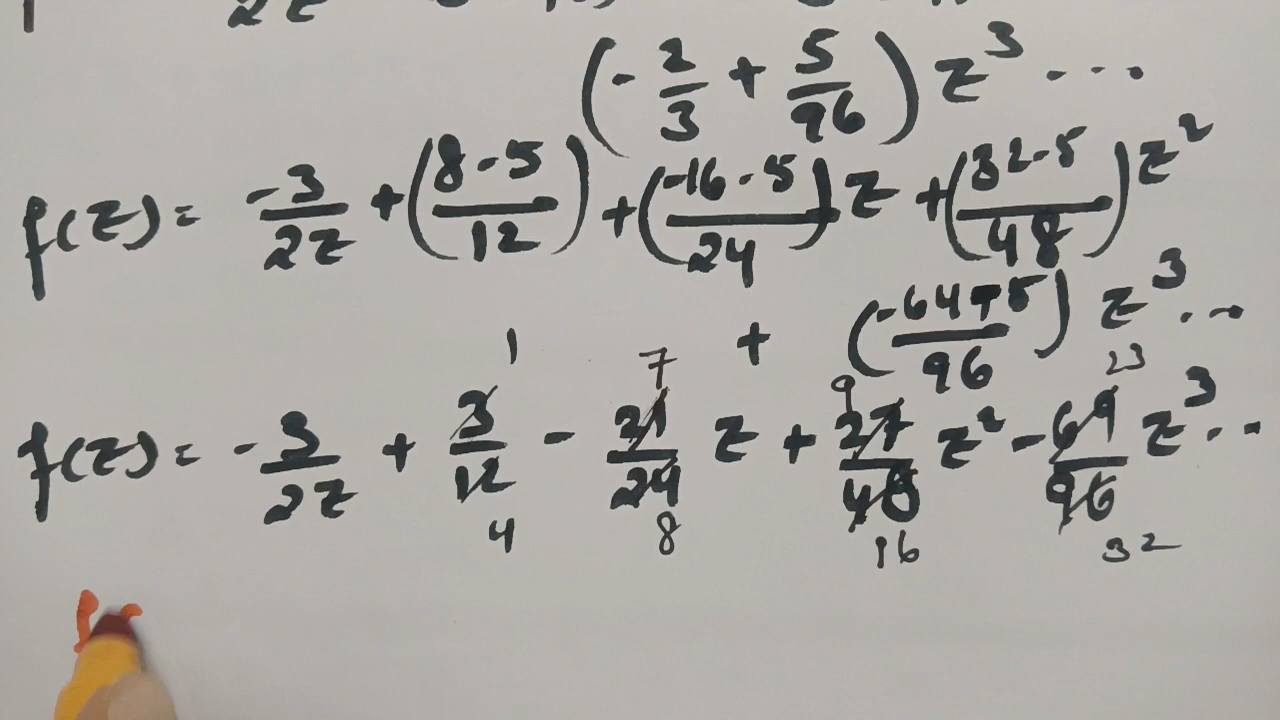 (-2/3 + 5/96) z³ ...
f(z) = -3/2z + (8-5/12) + (-16-5/24) z + (32-5/48) z²
+ (-64+5/96) z³ ...
1 7 9 23
f(z) = -3/2z + 3/12 - 21/24 z + 27/48 z² - 69/96 z³ ...
4 8 16 32